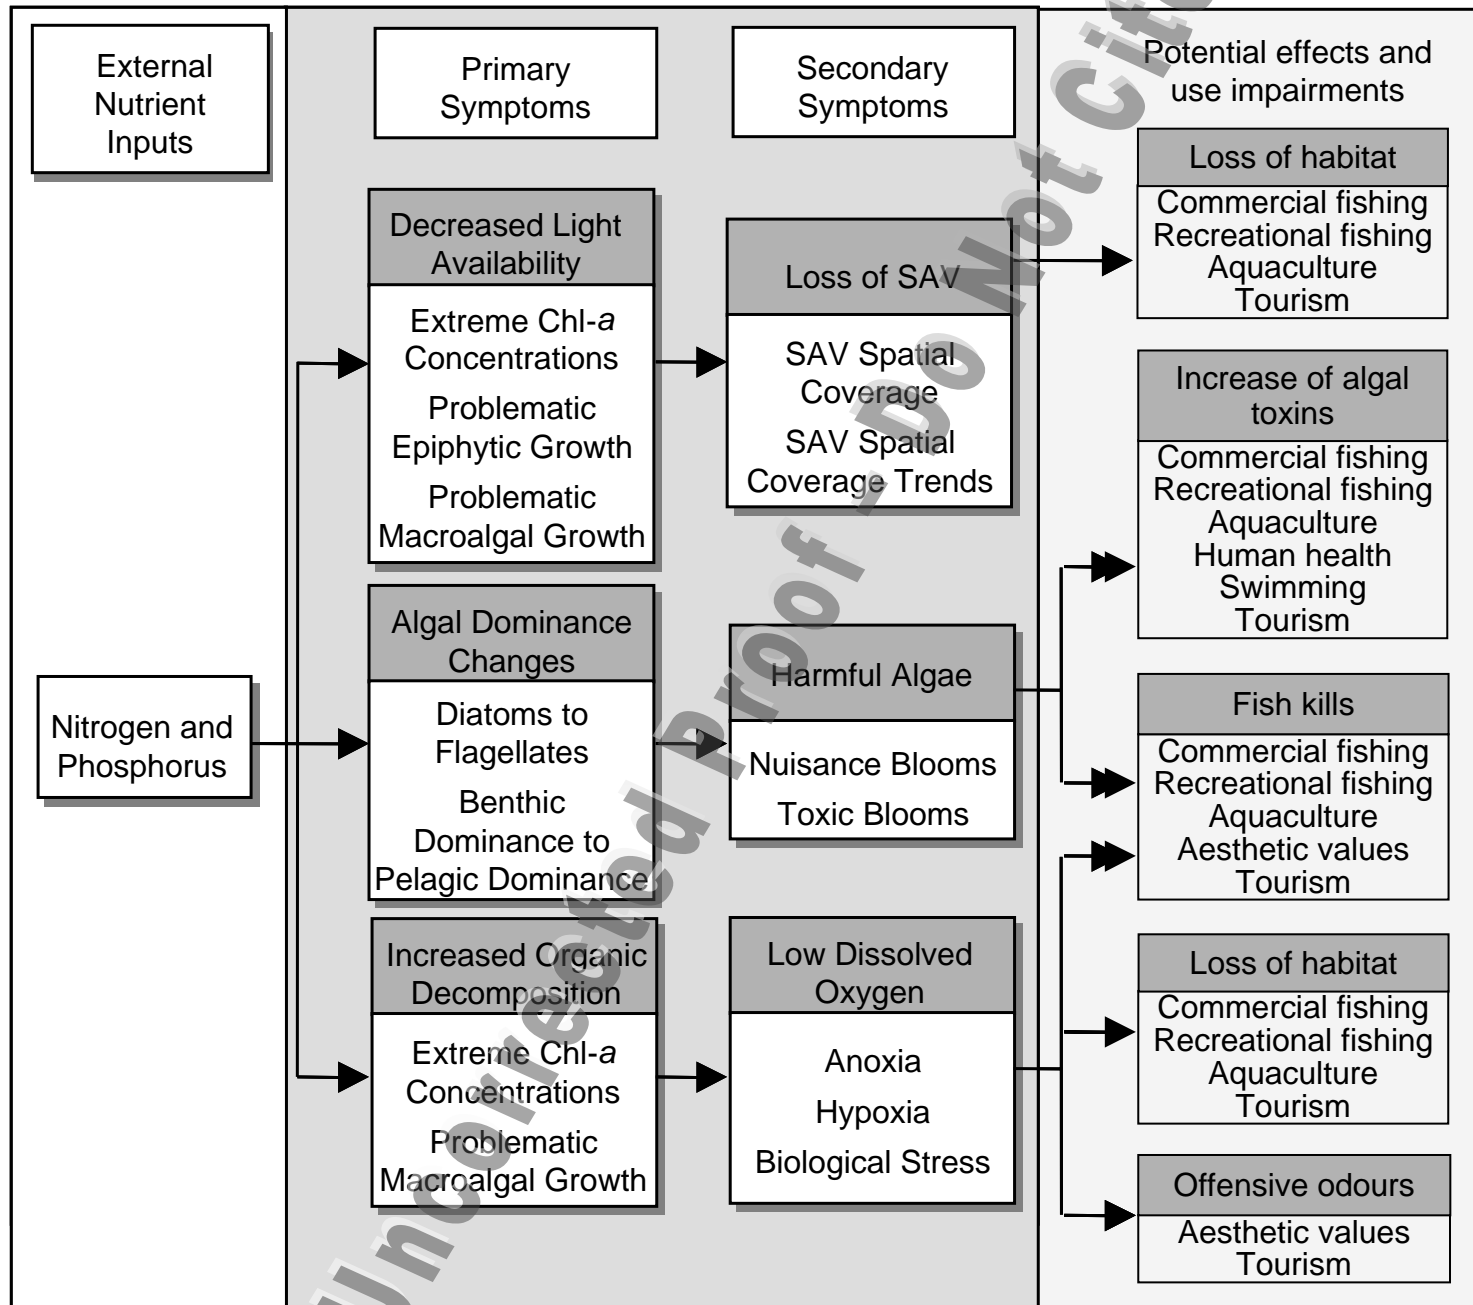 External
Nutrient
Inputs
Nitrogen and
Phosphorus
Primary
Symptoms
Decreased Light
Availability
Extreme Chl-a
Concentrations
Problematic
Epiphytic Growth
Problematic
Macroalgal Growth
Algal Dominance
Changes
Diatoms to
Flagellates
Benthic
Dominance to
Pelagic Dominance
Increased Organic
Decomposition
Extreme Chl-a
Concentrations
Problematic
Macroalgal Growth
Secondary
Symptoms
Loss of SAV
SAV Spatial
Coverage
SAV Spatial
Coverage Trends
Harmful Algae
Nuisance Blooms
Toxic Blooms
Low Dissolved
Oxygen
Anoxia
Hypoxia
Biological Stress
Potential effects and
use impairments
Loss of habitat
Commercial fishing
Recreational fishing
Aquaculture
Tourism
Increase of algal
toxins
Commercial fishing
Recreational fishing
Aquaculture
Human health
Swimming
Tourism
Fish kills
Commercial fishing
Recreational fishing
Aquaculture
Aesthetic values
Tourism
Loss of habitat
Commercial fishing
Recreational fishing
Aquaculture
Tourism
Offensive odours
Aesthetic values
Tourism
Uncorrected Proof - Do Not Cite